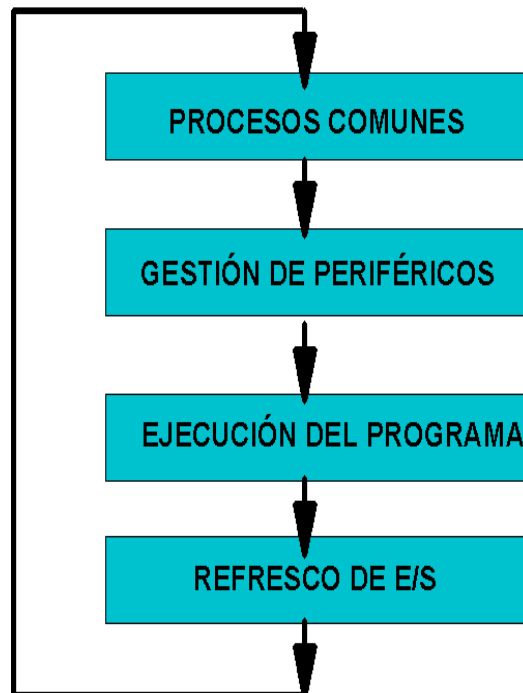 PROCESOS COMUNES
GESTIÓN DE PERIFÉRICOS
EJECUCIÓN DEL PROGRAMA
REFRESCO DE E/S